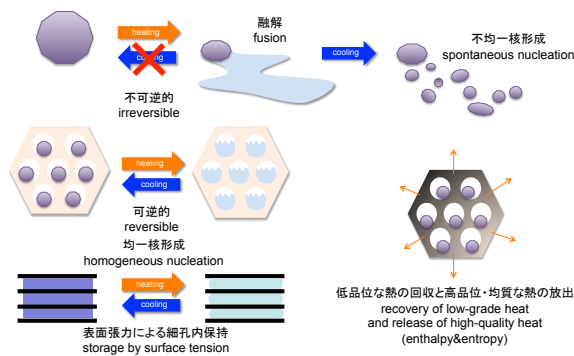 heating
cooling
不可逆的
irreversible
融解
fusion
cooling
不均一核形成
spontaneous nucleation
heating
cooling
可逆的
reversible
均一核形成
homogeneous nucleation
heating
cooling
表面張力による細孔内保持
storage by surface tension
低品位な熱の回収と高品位・均質な熱の放出
recovery of low-grade heat
and release of high-quality heat
(enthalpy&entropy)